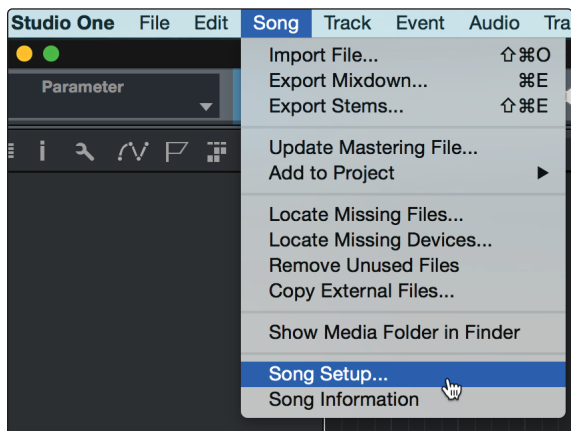 Studio One File Edit Song Track Event Audio Tra
Parameter
Import File... ⇧⌘O
Export Mixdown... ⌘E
Export Stems... ⇧⌘E
Update Mastering File...
Add to Project
Locate Missing Files...
Locate Missing Devices...
Remove Unused Files
Copy External Files...
Show Media Folder in Finder
Song Setup...
Song Information